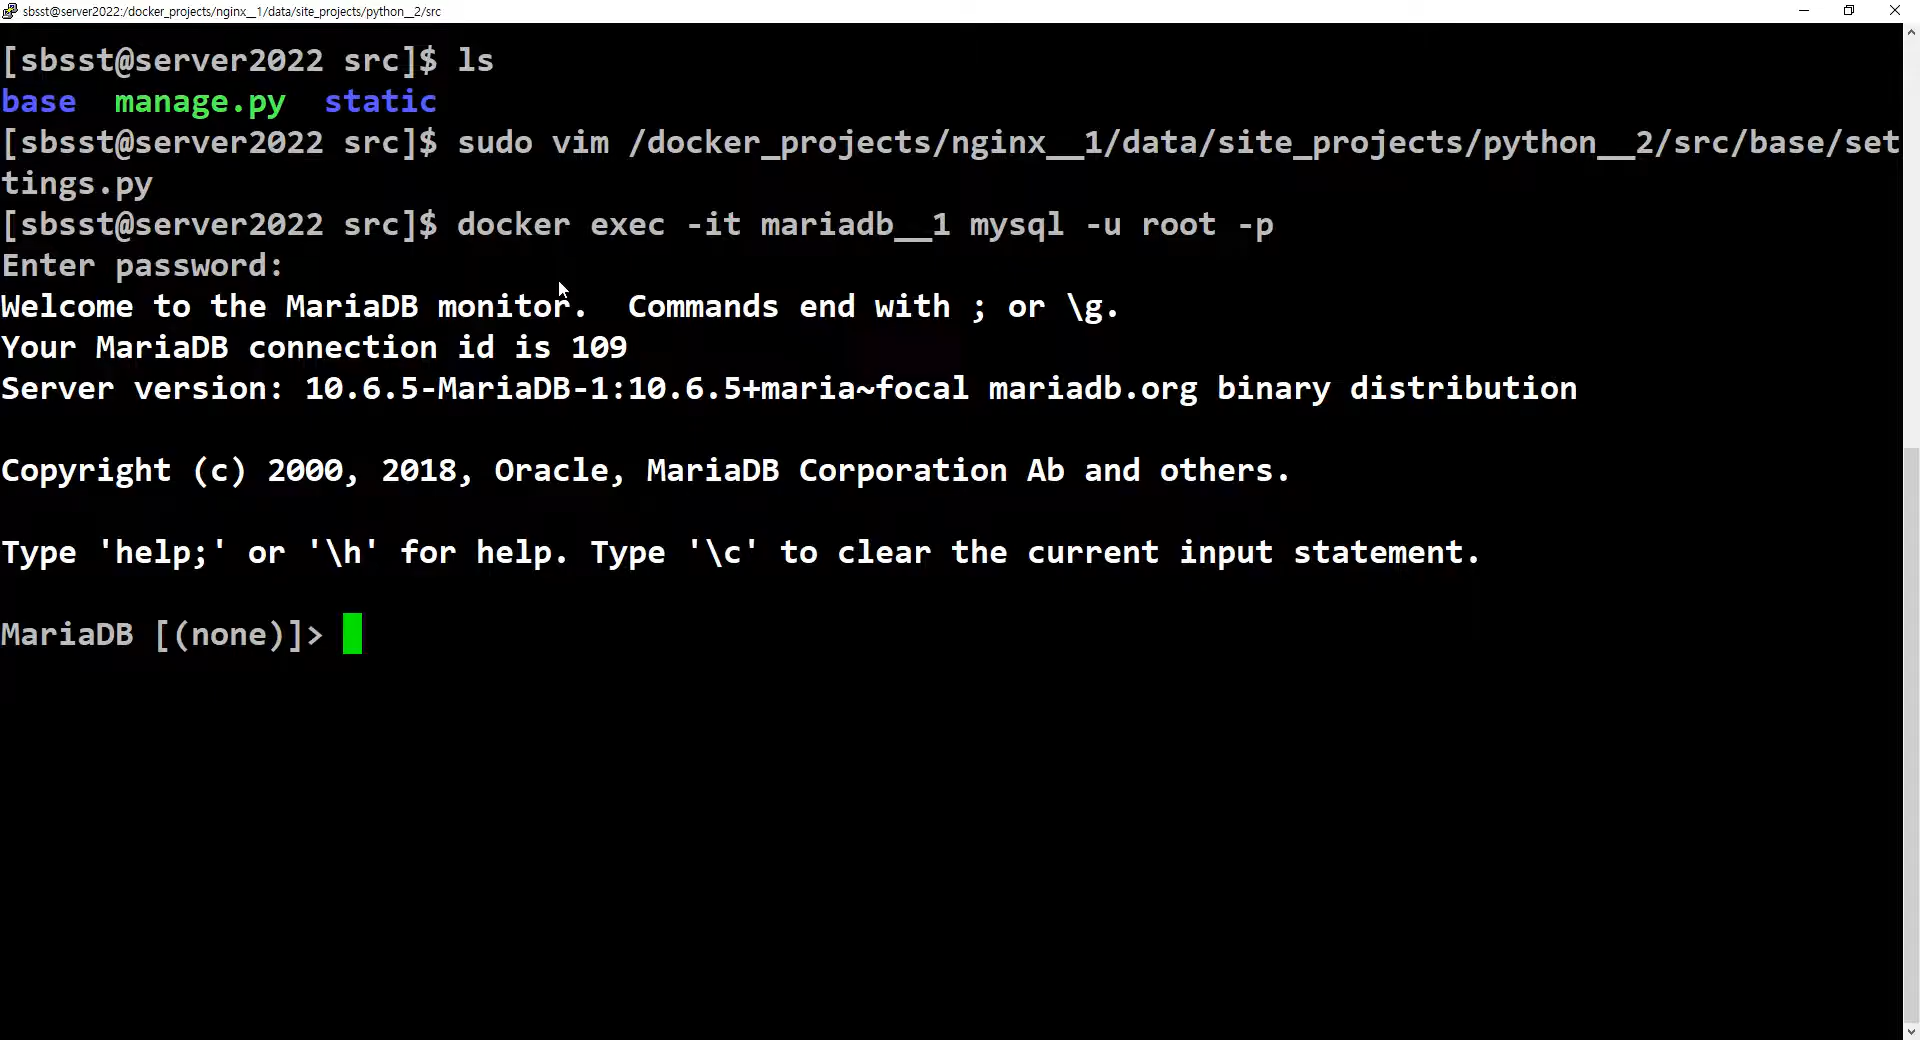 sbsst@server2022:/docker_projects/nginx__1/data/site_projects/python__2/src
[sbsst@server2022 src]$ ls
base  manage.py  static
[sbsst@server2022 src]$ sudo vim /docker_projects/nginx__1/data/site_projects/python__2/src/base/set
tings.py
[sbsst@server2022 src]$ docker exec -it mariadb__1 mysql -u root -p
Enter password:
Welcome to the MariaDB monitor.  Commands end with ; or \g.
Your MariaDB connection id is 109
Server version: 10.6.5-MariaDB-1:10.6.5+maria~focal mariadb.org binary distribution
Copyright (c) 2000, 2018, Oracle, MariaDB Corporation Ab and others.
Type 'help;' or '\h' for help. Type '\c' to clear the current input statement.
MariaDB [(none)]>